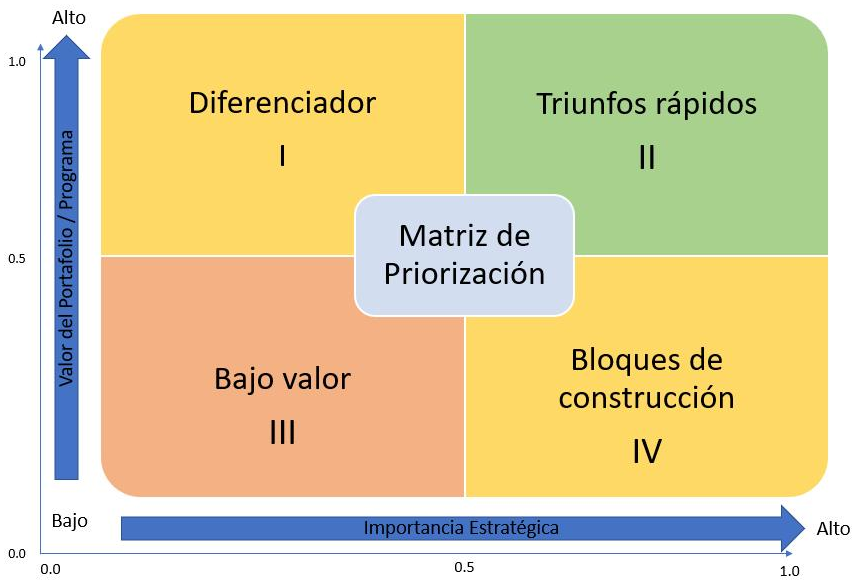 Alto
1.0
Diferenciador
I
Triunfos rápidos
II
Valor del Portafolio / Programa
Matriz de
Priorización
0.5
Bajo valor
III
Bloques de
construcción
IV
Bajo
Importancia Estratégica
Alto
0.0
0.0
0.5
1.0